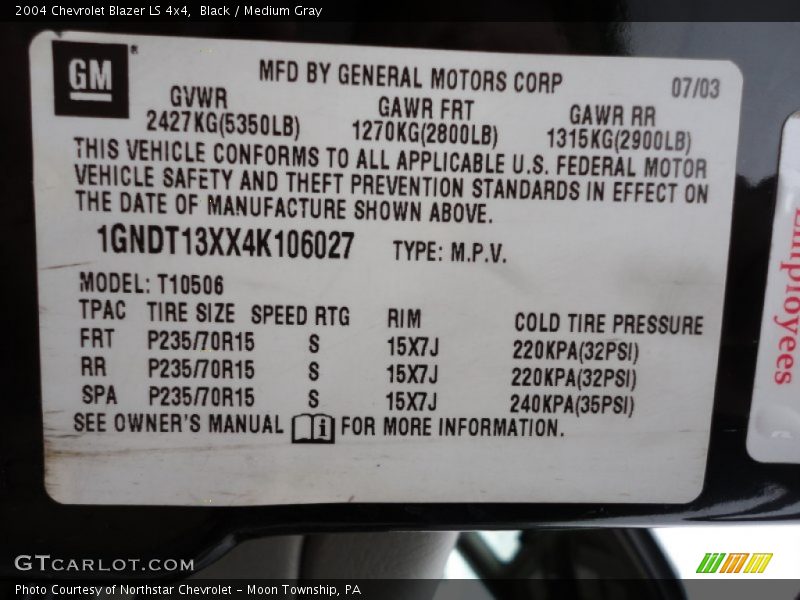 2004 Chevrolet Blazer LS 4x4, Black / Medium Gray
GM ®
MFD BY GENERAL MOTORS CORP 07/03
GVWR GAWR FRT GAWR RR
2427KG(5350LB) 1270KG(2800LB) 1315KG(2900LB)
THIS VEHICLE CONFORMS TO ALL APPLICABLE U.S. FEDERAL MOTOR
VEHICLE SAFETY AND THEFT PREVENTION STANDARDS IN EFFECT ON
THE DATE OF MANUFACTURE SHOWN ABOVE.
1GNDT13XX4K106027 TYPE: M.P.V.
MODEL: T10506
TPAC TIRE SIZE SPEED RTG RIM COLD TIRE PRESSURE
FRT P235/70R15 S 15X7J 220KPA(32PSI)
RR P235/70R15 S 15X7J 220KPA(32PSI)
SPA P235/70R15 S 15X7J 240KPA(35PSI)
SEE OWNER'S MANUAL i FOR MORE INFORMATION.
Employees
GTCARLOT.COM
Photo Courtesy of Northstar Chevrolet - Moon Township, PA